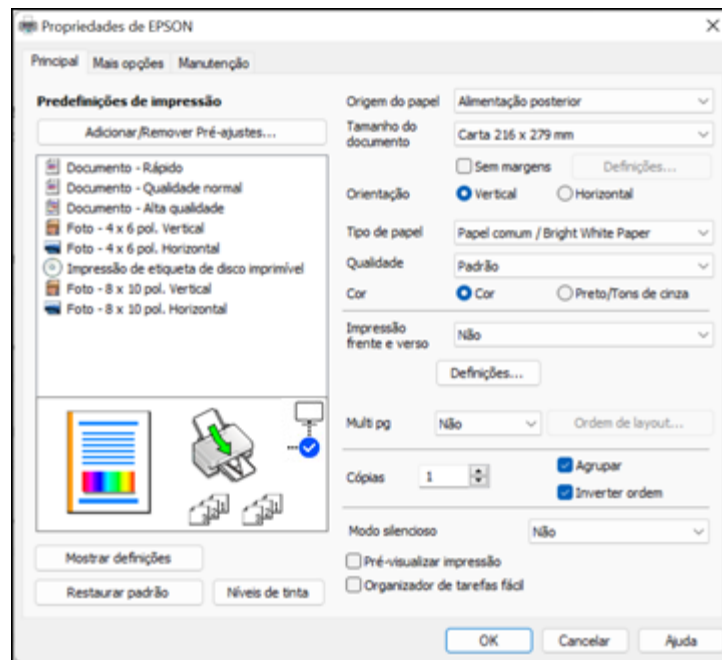 Propriedades de EPSON
Principal Mais opções Manutenção
Predefinições de impressão
Adicionar/Remover Pré-ajustes...
Documento - Rápido
Documento - Qualidade normal
Documento - Alta qualidade
Foto - 4 x 6 pol. Vertical
Foto - 4 x 6 pol. Horizontal
Impressão de etiqueta de disco imprimível
Foto - 8 x 10 pol. Vertical
Foto - 8 x 10 pol. Horizontal
Mostrar definições
Restaurar padrão Níveis de tinta
Origem do papel Alimentação posterior
Tamanho do
documento Carta 216 x 279 mm
Sem margens Definições...
Orientação Vertical Horizontal
Tipo de papel Papel comum / Bright White Paper
Qualidade Padrão
Cor Cor Preto/Tons de cinza
Impressão
frente e verso Não
Definições...
Multi pg Não Ordem de layout...
Cópias 1 Agrupar
Inverter ordem
Modo silencioso Não
Pré-visualizar impressão
Organizador de tarefas fácil
OK Cancelar Ajuda